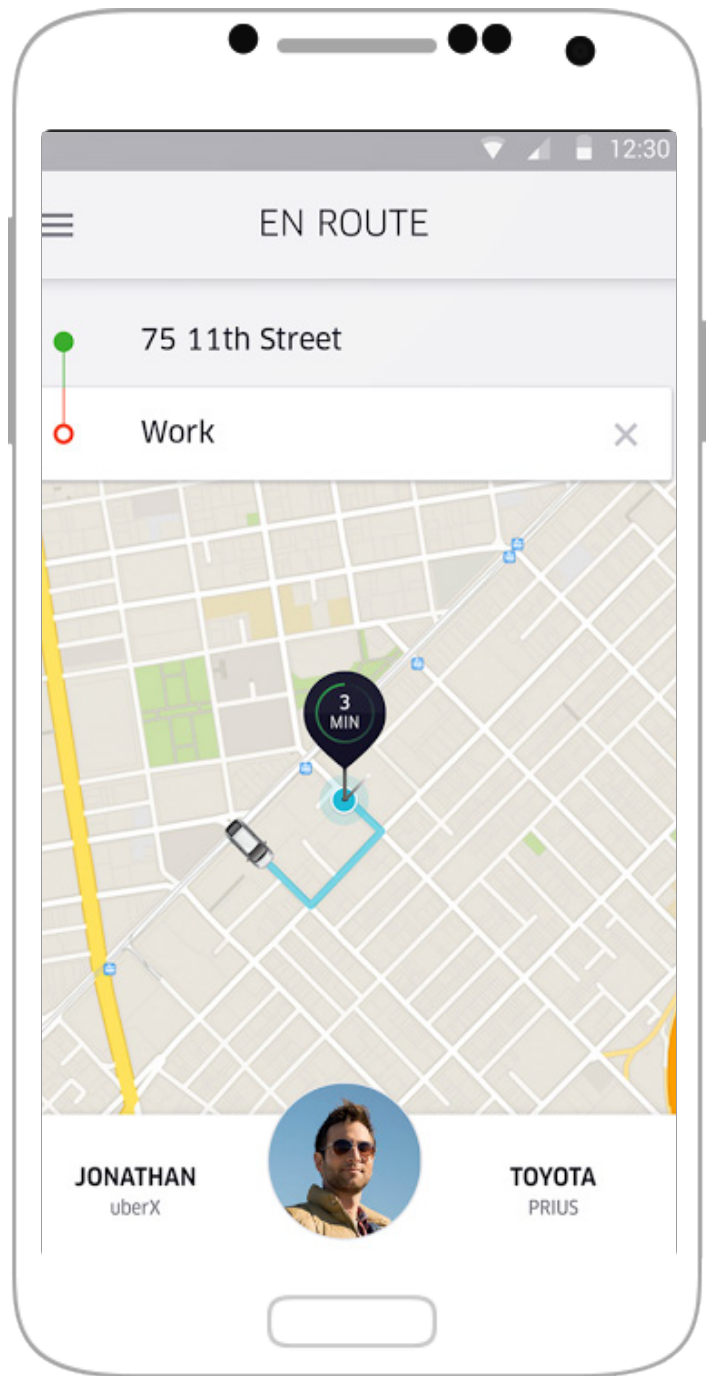 12:30
EN ROUTE
75 11th Street
Work
3
MIN
JONATHAN
uberX
TOYOTA
PRIUS